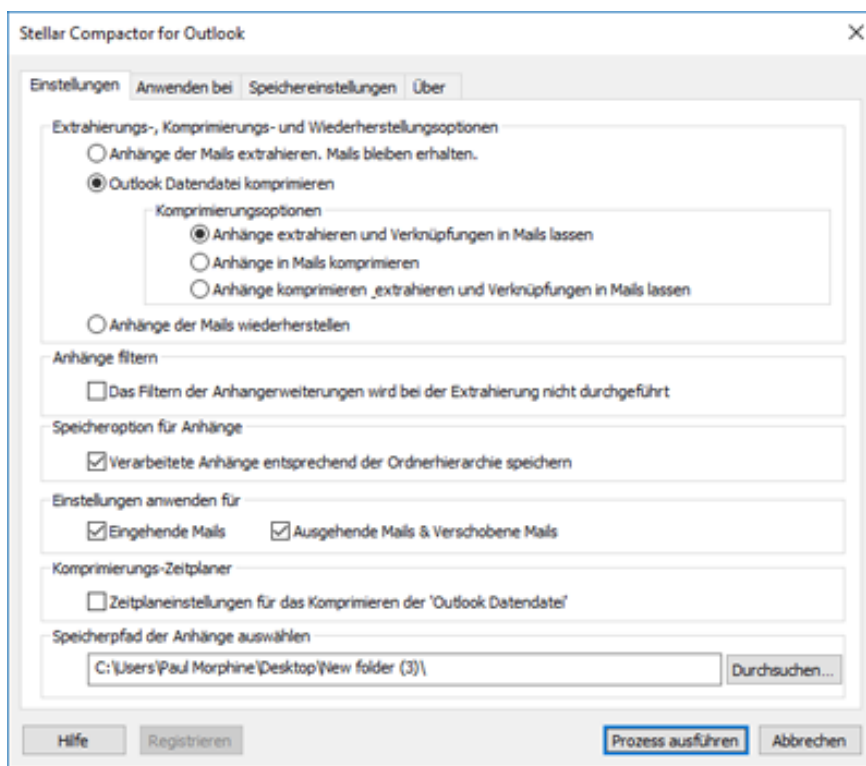 Stellar Compactor for Outlook
Einstellungen Anwenden bei Speichereinstellungen Über
Extrahierungs-, Komprimierungs- und Wiederherstellungsoptionen
Anhänge der Mails extrahieren. Mails bleiben erhalten.
Outlook Datendatei komprimieren
Komprimierungsoptionen
Anhänge extrahieren und Verknüpfungen in Mails lassen
Anhänge in Mails komprimieren
Anhänge komprimieren _extrahieren und Verknüpfungen in Mails lassen
Anhänge der Mails wiederherstellen
Anhänge filtern
Das Filtern der Anhangerweiterungen wird bei der Extrahierung nicht durchgeführt
Speicheroption für Anhänge
Verarbeitete Anhänge entsprechend der Ordnerhierarchie speichern
Einstellungen anwenden für
Eingehende Mails Ausgehende Mails & Verschobene Mails
Komprimierungs-Zeitplaner
Zeitplaneinstellungen für das Komprimieren der 'Outlook Datendatei'
Speicherpfad der Anhänge auswählen
C:\Users\Paul Morphine\Desktop\New folder (3)\ Durchsuchen...
Hilfe Registrieren Prozess ausführen Abbrechen